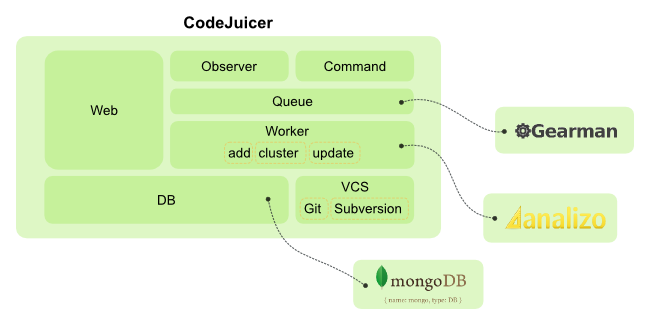 CodeJuicer
Observer
Command
Web
Queue
Worker
add cluster update
Gearman
DB
VCS
Git Subversion
analizo
mongoDB
{ name: mongo, type: DB }